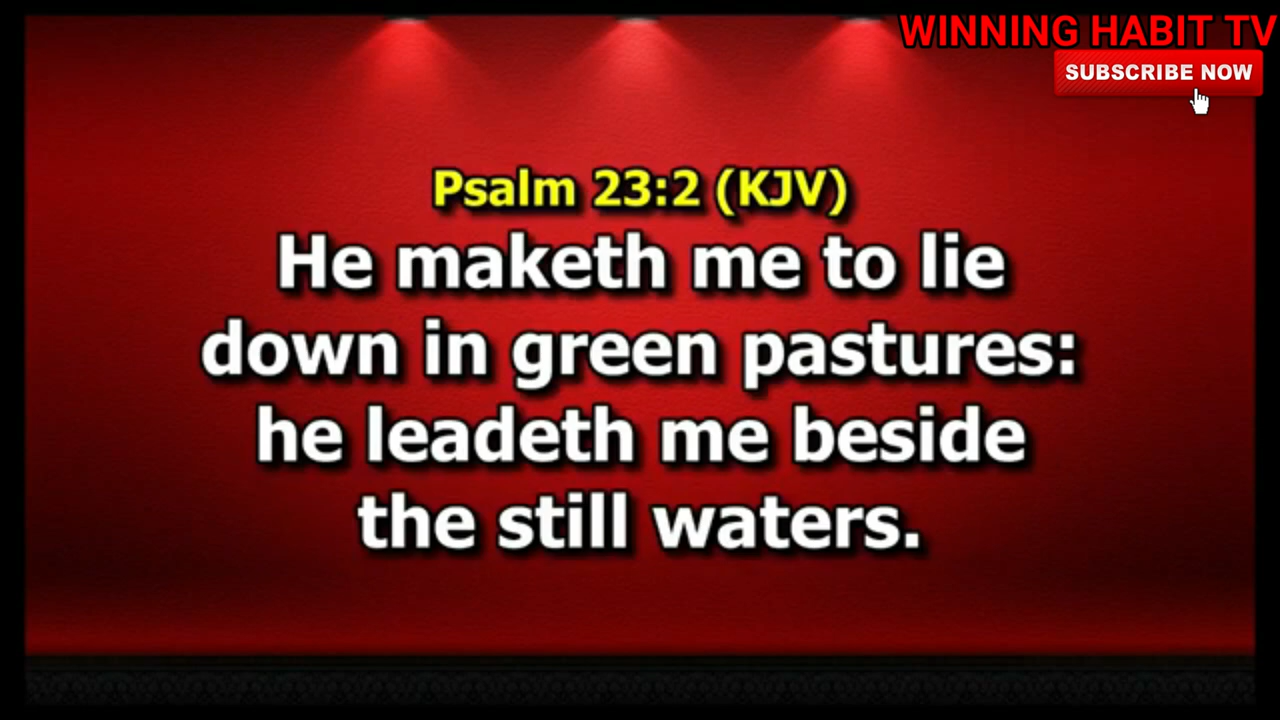 WINNING HABIT TV
SUBSCRIBE NOW
Psalm 23:2 (KJV)
He maketh me to lie
down in green pastures:
he leadeth me beside
the still waters.